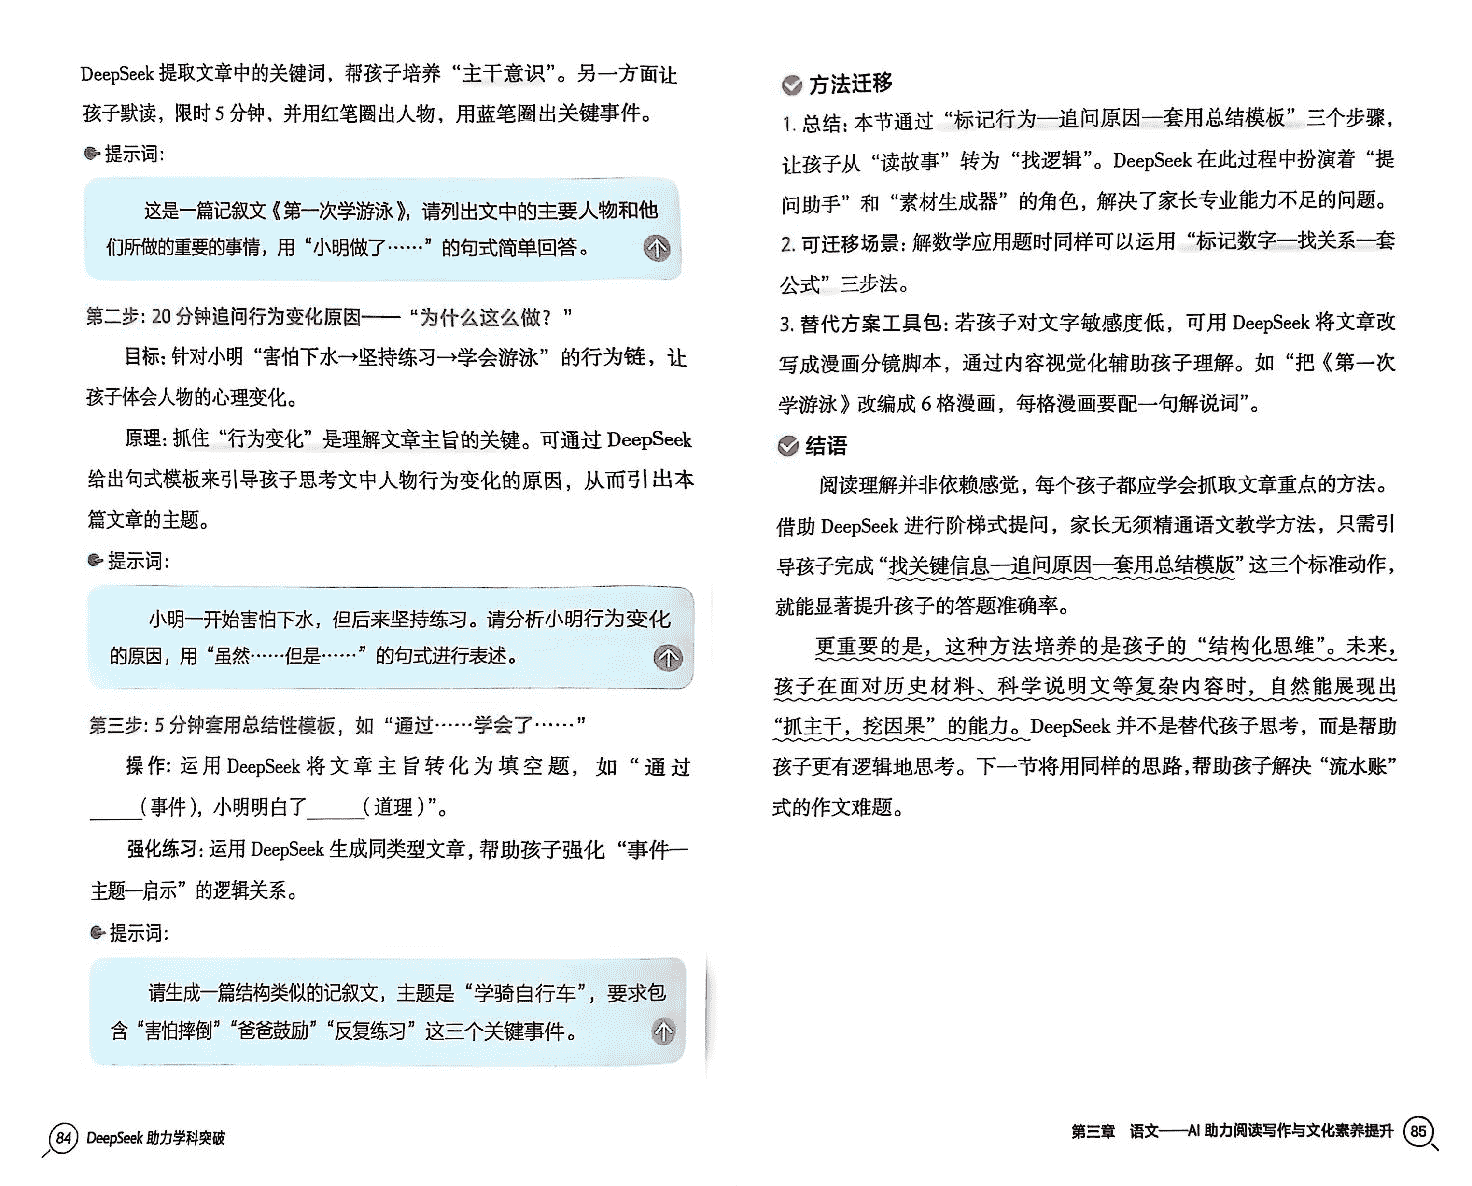 DeepSeek 提取文章中的关键词，帮孩子培养“主干意识”。另一方面让
孩子默读，限时 5 分钟，并用红笔圈出人物，用蓝笔圈出关键事件。
提示词：
这是一篇记叙文《第一次学游泳》，请列出文中的主要人物和他
们所做的重要的事情，用“小明做了……”的句式简单回答。
第二步：20 分钟追问行为变化原因——“为什么这么做？”
目标：针对小明“害怕下水→坚持练习→学会游泳”的行为链，让
孩子体会人物的心理变化。
原理：抓住“行为变化”是理解文章主旨的关键。可通过 DeepSeek
给出句式模板来引导孩子思考文中人物行为变化的原因，从而引出本
篇文章的主题。
提示词：
小明一开始害怕下水，但后来坚持练习。请分析小明行为变化
的原因，用“虽然……但是……”的句式进行表述。
第三步：5 分钟套用总结性模板，如“通过……学会了……”
操作：运用 DeepSeek 将文章主旨转化为填空题，如“通过
_____（事件），小明明白了_____（道理）”。
强化练习：运用 DeepSeek 生成同类型文章，帮助孩子强化“事件—
主题—启示”的逻辑关系。
提示词：
请生成一篇结构类似的记叙文，主题是“学骑自行车”，要求包
含“害怕摔倒”“爸爸鼓励”“反复练习”这三个关键事件。
84 DeepSeek 助力学科突破
方法迁移
1. 总结：本节通过“标记行为—追问原因—套用总结模板”三个步骤，
让孩子从“读故事”转为“找逻辑”。DeepSeek 在此过程中扮演着“提
问助手”和“素材生成器”的角色，解决了家长专业能力不足的问题。
2. 可迁移场景：解数学应用题时同样可以运用“标记数字—找关系—套
公式”三步法。
3. 替代方案工具包：若孩子对文字敏感度低，可用 DeepSeek 将文章改
写成漫画分镜脚本，通过内容视觉化辅助孩子理解。如“把《第一次
学游泳》改编成 6 格漫画，每格漫画要配一句解说词”。
结语
阅读理解并非依赖感觉，每个孩子都应学会抓取文章重点的方法。
借助 DeepSeek 进行阶梯式提问，家长无须精通语文教学方法，只需引
导孩子完成“找关键信息—追问原因—套用总结模版”这三个标准动作，
就能显著提升孩子的答题准确率。
更重要的是，这种方法培养的是孩子的“结构化思维”。未来，
孩子在面对历史材料、科学说明文等复杂内容时，自然能展现出
“抓主干，挖因果”的能力。DeepSeek 并不是替代孩子思考，而是帮助
孩子更有逻辑地思考。下一节将用同样的思路，帮助孩子解决“流水账”
式的作文难题。
第三章 语文——AI 助力阅读写作与文化素养提升 85